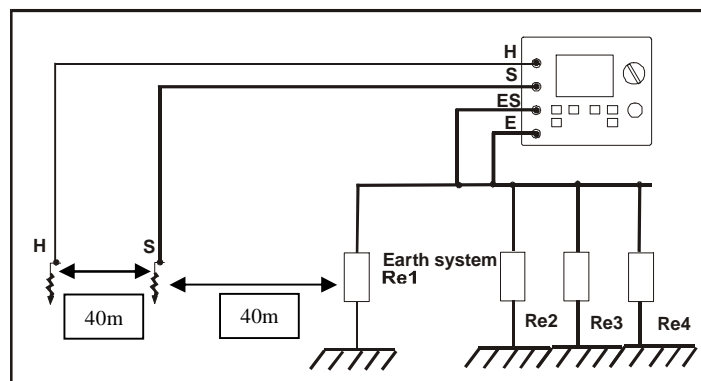 H
S
ES
E
H
S
Earth system
Re1
Re2
Re3
Re4
40m
40m